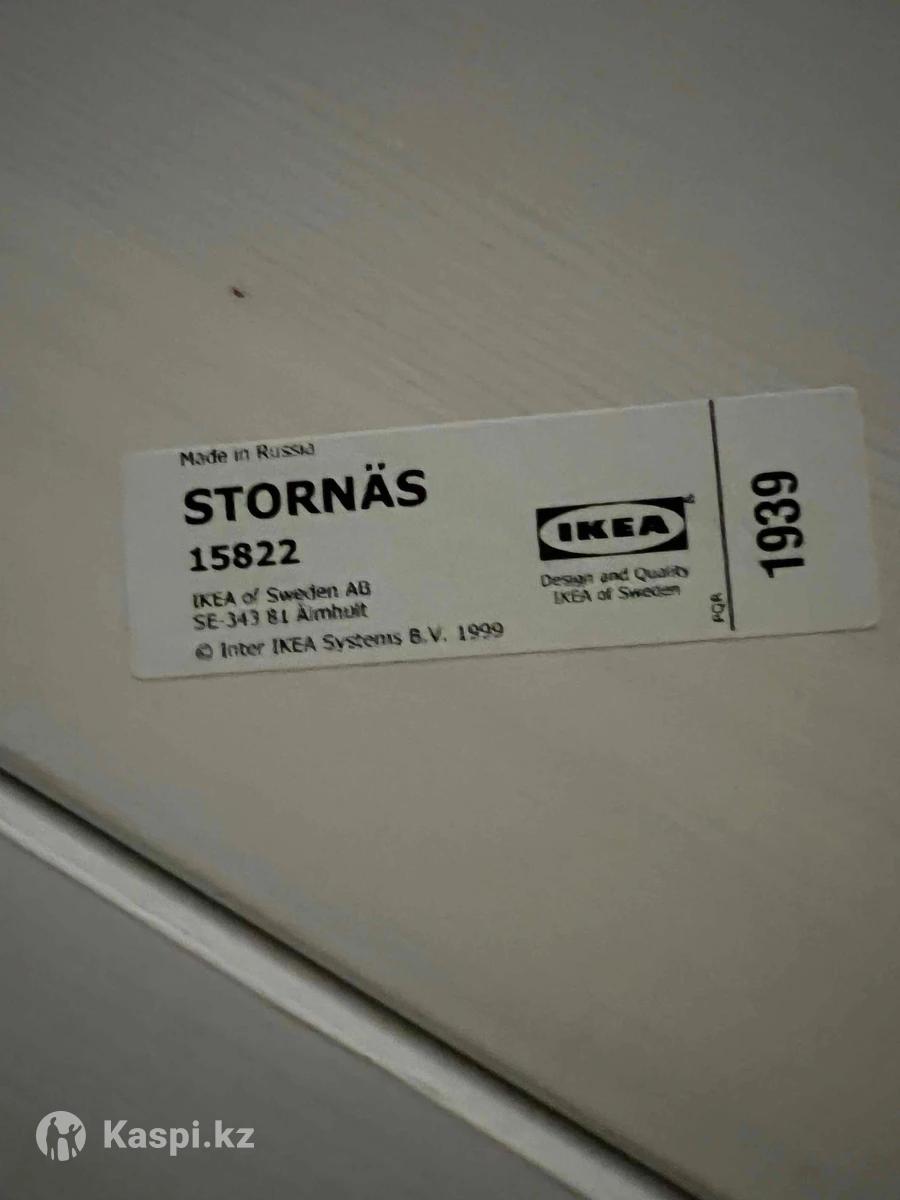 Made in Russia
STORNÄS
15822
IKEA of Sweden AB
SE-343 81 Älmhult
© Inter IKEA Systems B.V. 1999
IKEA
Design and Quality
IKEA of Sweden
PQR
1939
Kaspi.kz